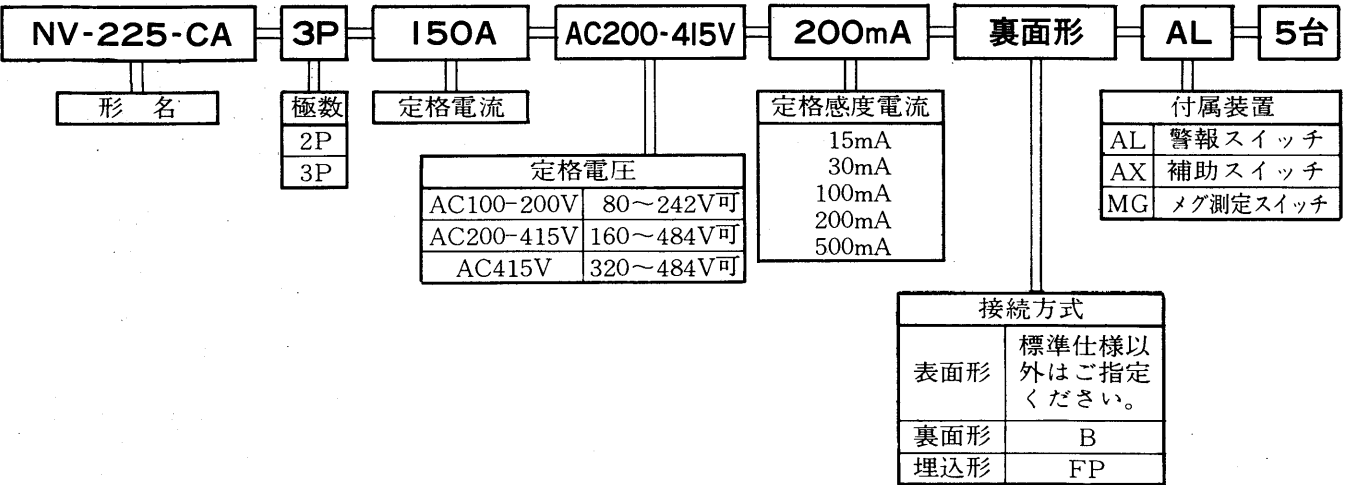 NV-225-CA 3P 150A AC200-415V 200mA 裏面形 AL 5台
形 名
極数
2P
3P
定格電流
定格電圧
AC100-200V 80～242V可
AC200-415V 160～484V可
AC415V 320～484V可
定格感度電流
15mA
30mA
100mA
200mA
500mA
接続方式
表面形 標準仕様以
外はご指定
ください。
裏面形 B
埋込形 FP
付属装置
AL 警報スイッチ
AX 補助スイッチ
MG メグ測定スイッチ